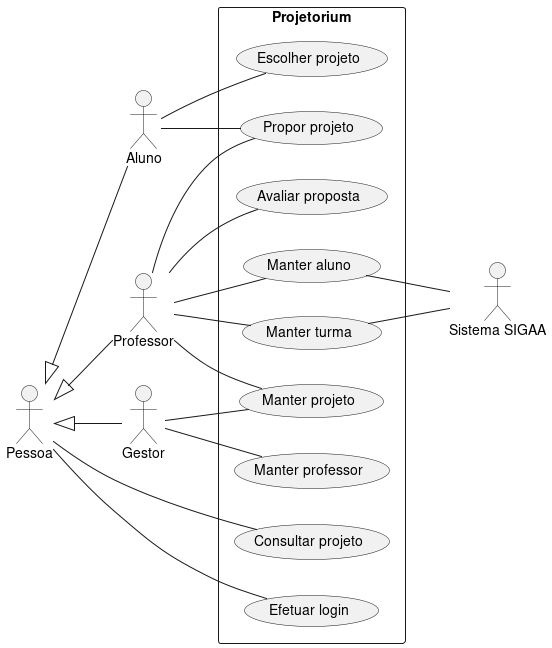 Projetorium
Escolher projeto
Propor projeto
Aluno
Avaliar proposta
Manter aluno
Sistema SIGAA
Manter turma
Professor
Manter projeto
Pessoa
Gestor
Manter professor
Consultar projeto
Efetuar login